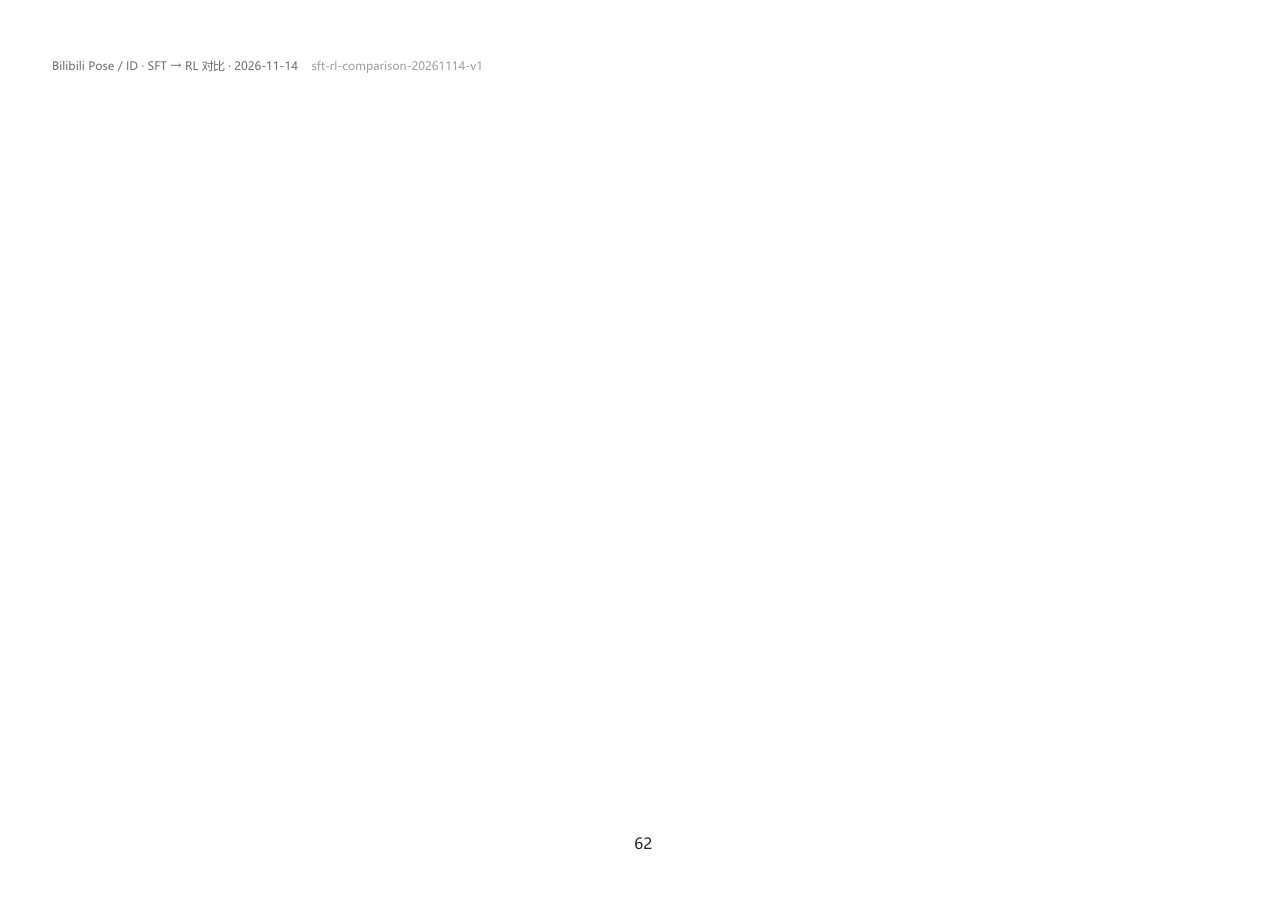 Bilibili Pose / ID · SFT → RL 对比 · 2026-11-14 sft-rl-comparison-20261114-v1
62